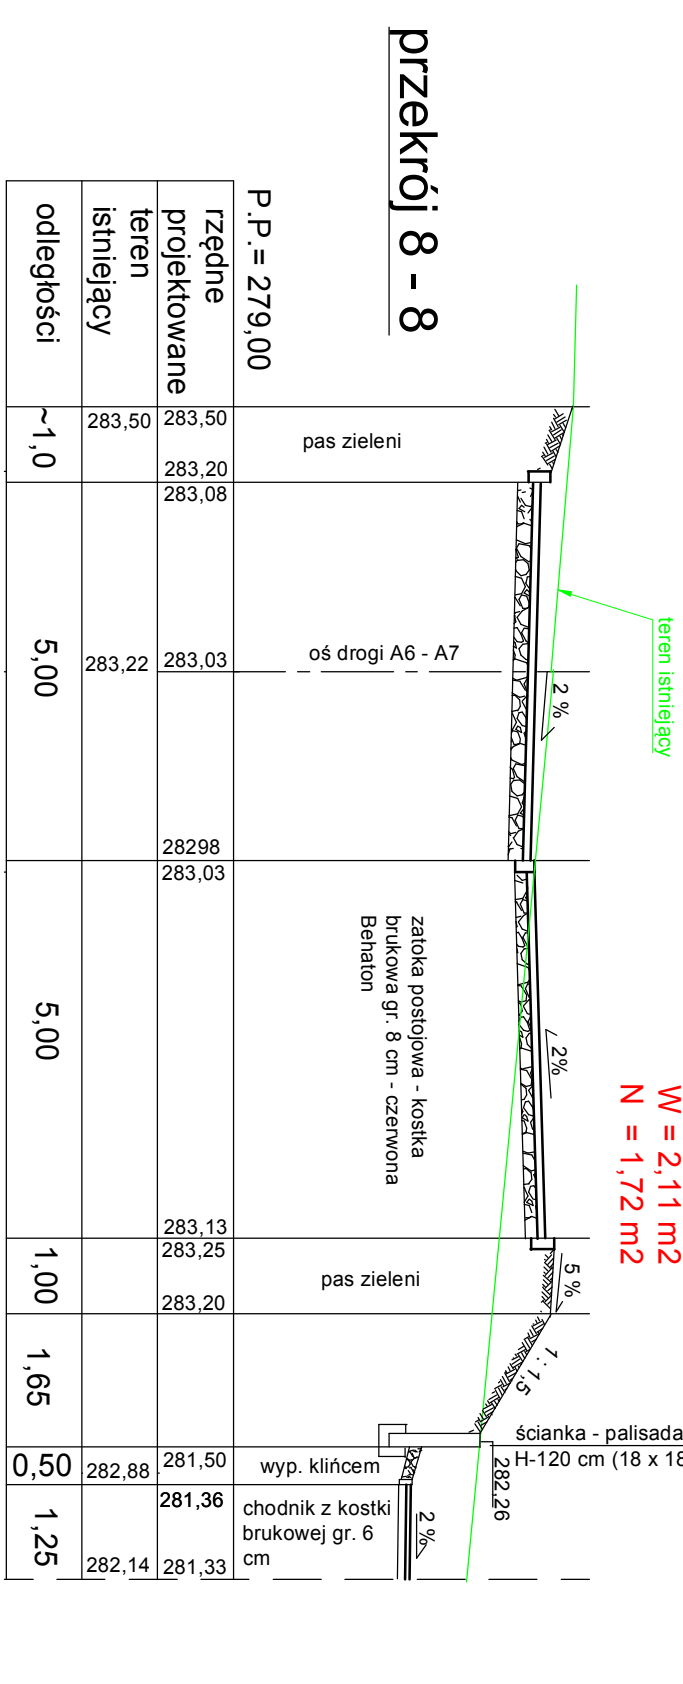 przekrój 8 - 8
P.P.= 279,00
rzędne
projektowane
teren
istniejący
odległości
283,50
283,50
~1,0
pas zieleni
283,20
283,08
5,00
283,22
283,03
oś drogi A6 - A7
2 %
teren istniejący
28298
283,03
5,00
zatoka postojowa - kostka
brukowa gr. 8 cm - czerwona
Behaton
2%
W = 2,11 m2
N = 1,72 m2
283,13
283,25
1,00
pas zieleni
5 %
283,20
1,65
1 : 1,5
ścianka - palisada
H-120 cm (18 x 18
282,26
0,50
282,88
281,50
wyp. klińcem
281,36
1,25
chodnik z kostki
brukowej gr. 6
cm
2 %
282,14
281,33